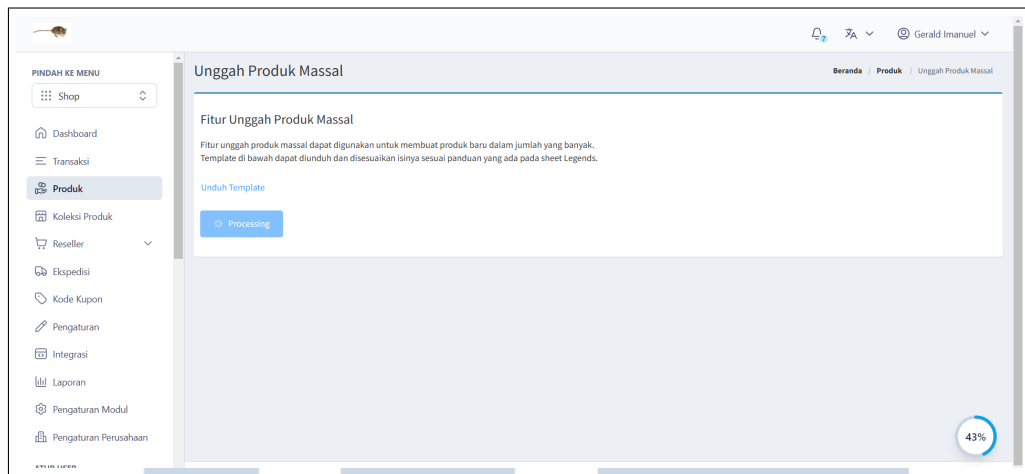 7
Gerald Imanuel
PINDAH KE MENU
Shop
Dashboard
Transaksi
Produk
Koleksi Produk
Reseller
Ekspedisi
Kode Kupon
Pengaturan
Integrasi
Laporan
Pengaturan Modul
Pengaturan Perusahaan
ATUR USER
Unggah Produk Massal
Beranda / Produk / Unggah Produk Massal
Fitur Unggah Produk Massal
Fitur unggah produk massal dapat digunakan untuk membuat produk baru dalam jumlah yang banyak.
Template di bawah dapat diunduh dan disesuaikan isinya sesuai panduan yang ada pada sheet Legends.
Unduh Template
Processing
43%